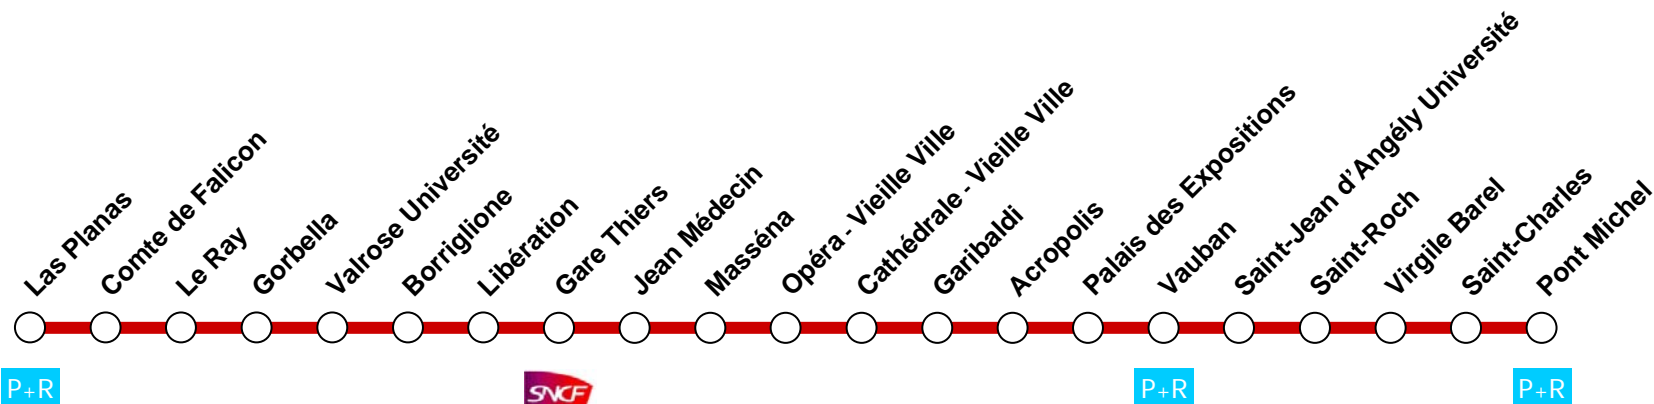 Las Planas
Comte de Falicon
Le Ray
Gorbella
Valrose Université
Borriglione
Libération
Gare Thiers
Jean Médecin
Masséna
Opéra - Vieille Ville
Cathédrale - Vieille Ville
Garibaldi
Acropolis
Palais des Expositions
Vauban
Saint-Jean d'Angély Université
Saint-Roch
Virgile Barel
Saint-Charles
Pont Michel
P+R
SNCF
P+R
P+R